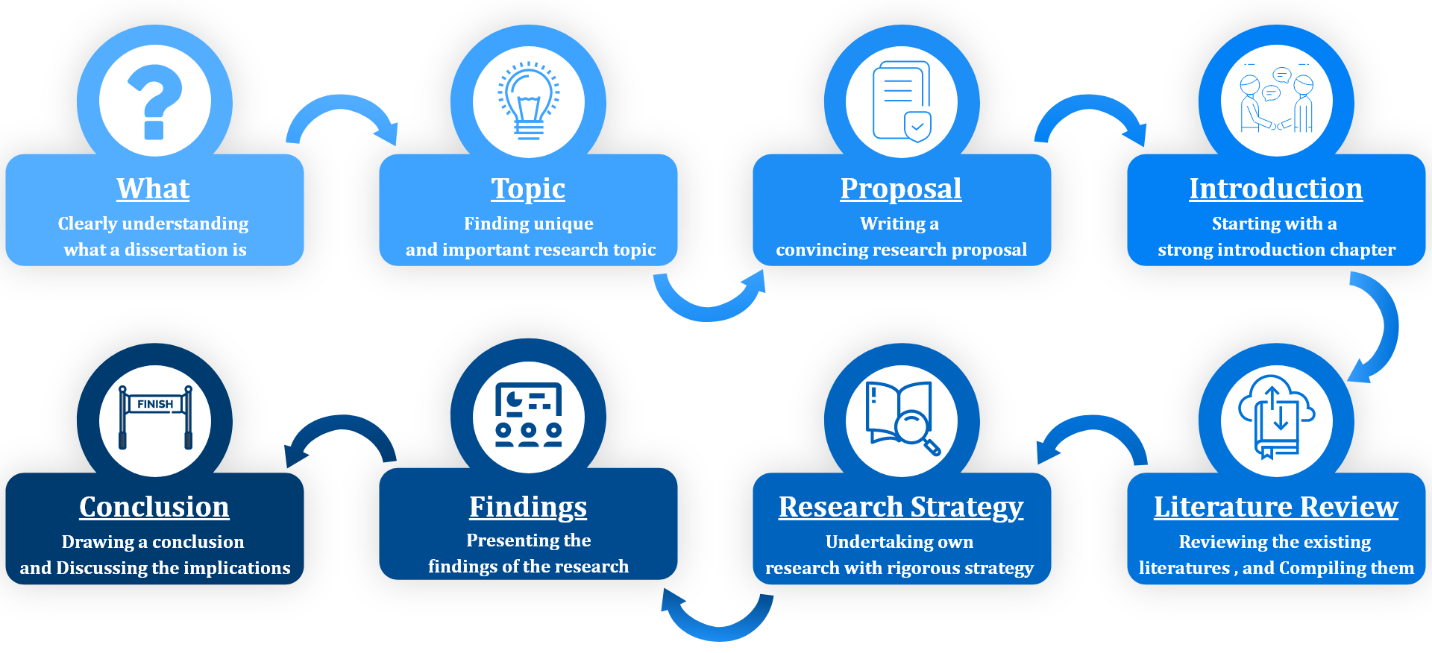 What
Clearly understanding
what a dissertation is
Topic
Finding unique
and important research topic
Proposal
Writing a
convincing research proposal
Introduction
Starting with a
strong introduction chapter
Literature Review
Reviewing the existing
literatures , and Compiling them
Research Strategy
Undertaking own
research with rigorous strategy
Findings
Presenting the
findings of the research
FINISH
Conclusion
Drawing a conclusion
and Discussing the implications